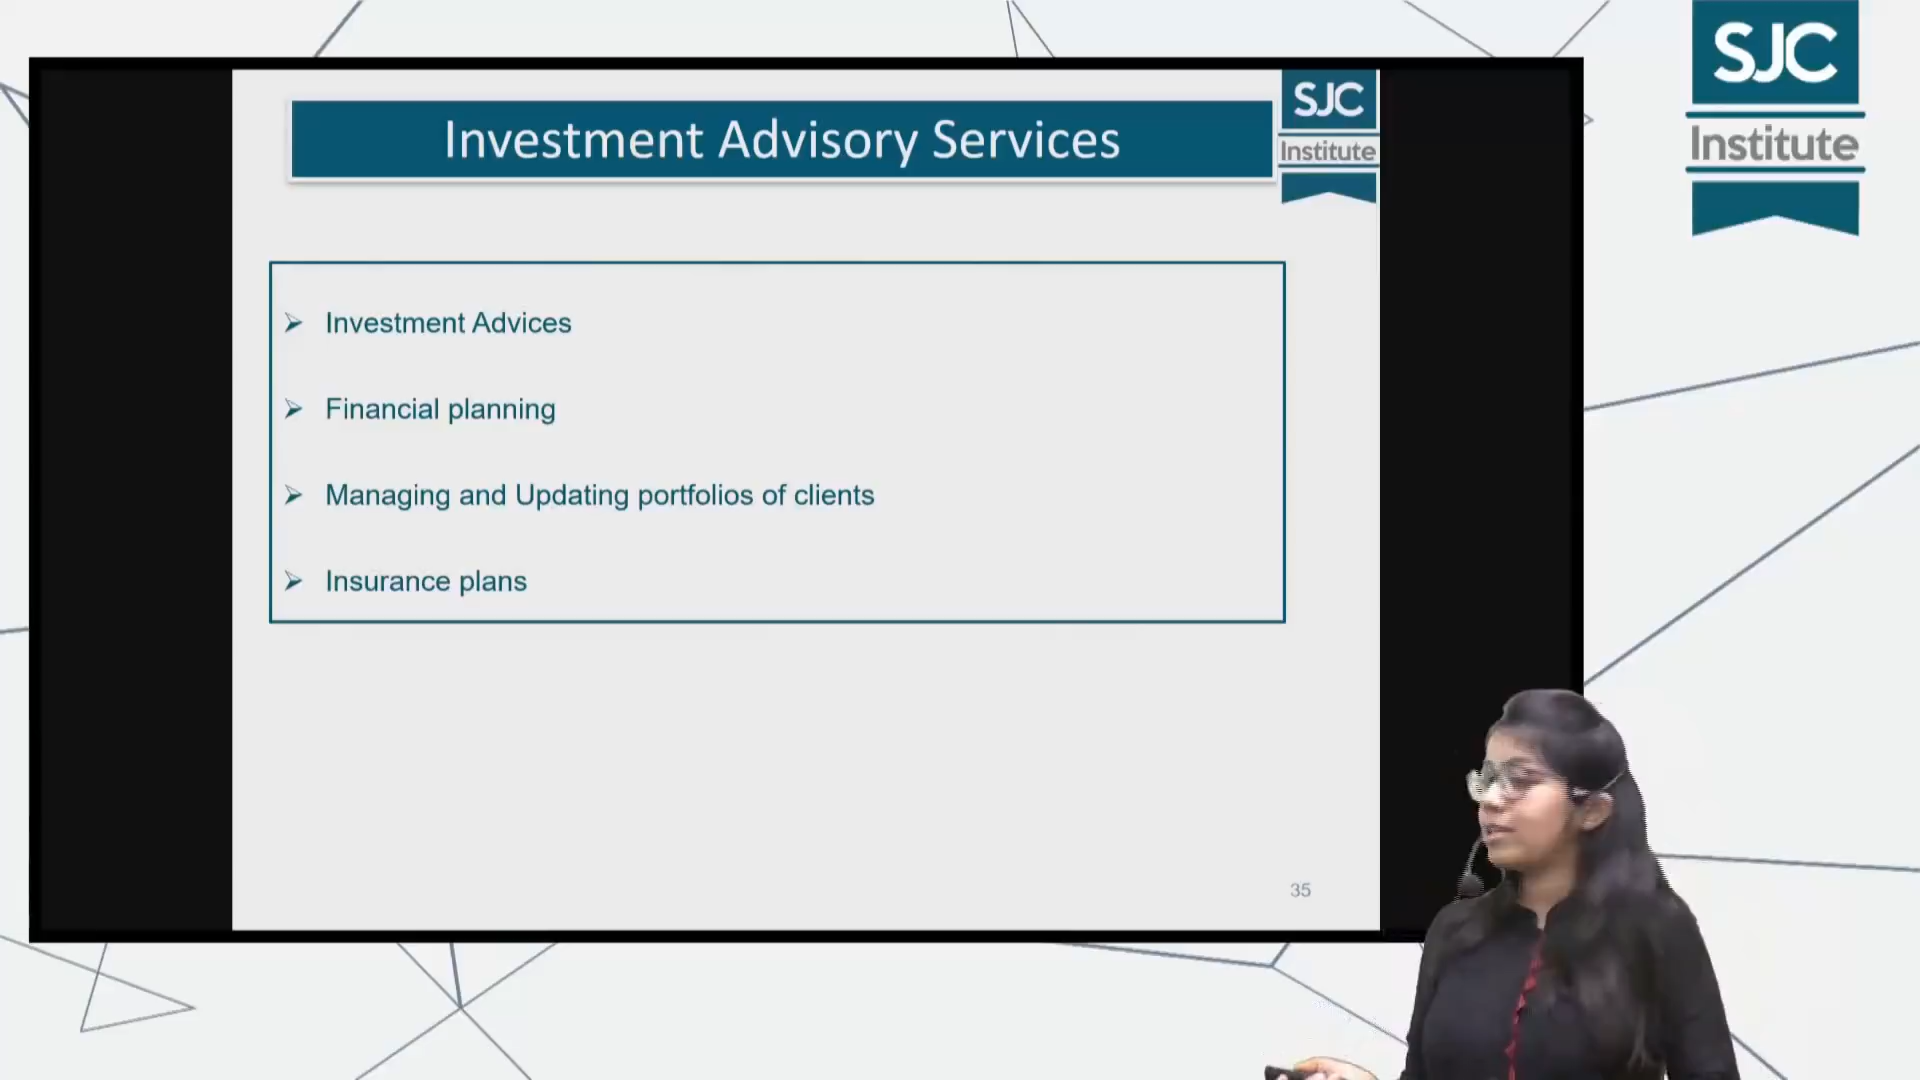 SJC
Institute
Investment Advisory Services
SJC
Institute
Investment Advices
Financial planning
Managing and Updating portfolios of clients
Insurance plans
35